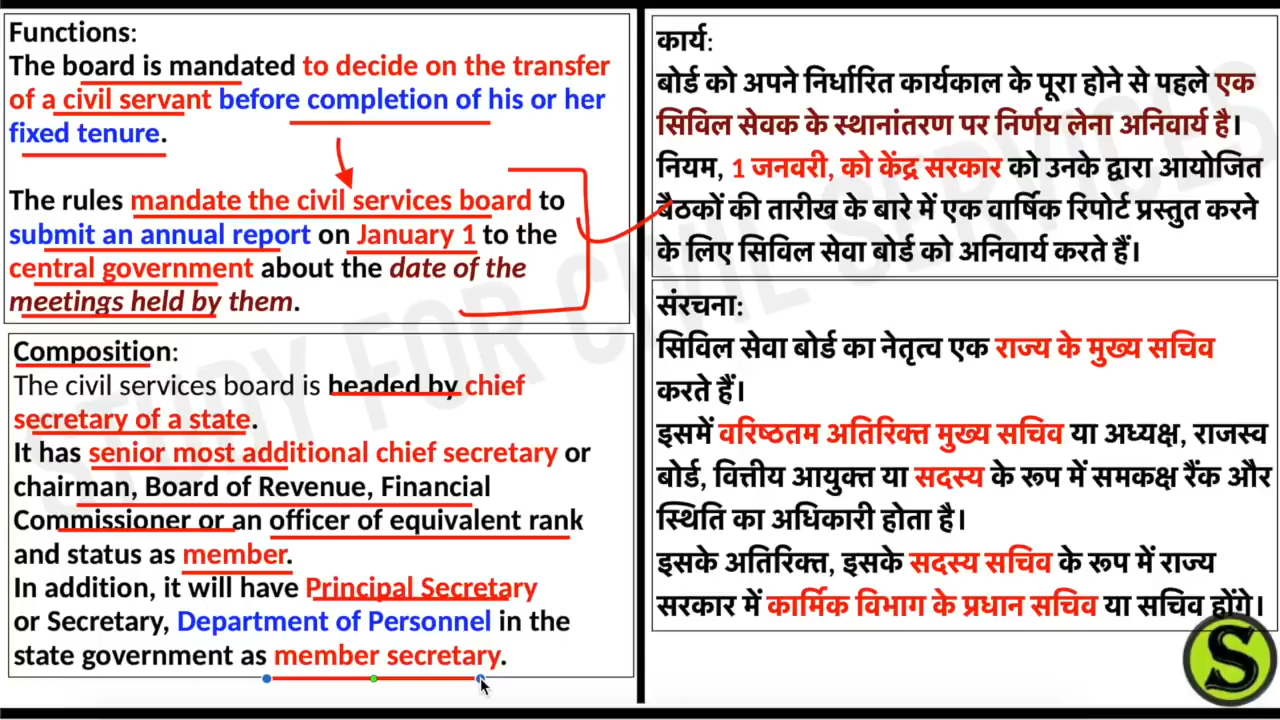 Functions:
The board is mandated to decide on the transfer
of a civil servant before completion of his or her
fixed tenure.
The rules mandate the civil services board to
submit an annual report on January 1 to the
central government about the date of the
meetings held by them.
Composition:
The civil services board is headed by chief
secretary of a state.
It has senior most additional chief secretary or
chairman, Board of Revenue, Financial
Commissioner or an officer of equivalent rank
and status as member.
In addition, it will have Principal Secretary
or Secretary, Department of Personnel in the
state government as member secretary.
कार्य:
बोर्ड को अपने निर्धारित कार्यकाल के पूरा होने से पहले एक
सिविल सेवक के स्थानांतरण पर निर्णय लेना अनिवार्य है।
नियम, 1 जनवरी, को केंद्र सरकार को उनके द्वारा आयोजित
बैठकों की तारीख के बारे में एक वार्षिक रिपोर्ट प्रस्तुत करने
के लिए सिविल सेवा बोर्ड को अनिवार्य करते हैं।
संरचना:
सिविल सेवा बोर्ड का नेतृत्व एक राज्य के मुख्य सचिव
करते हैं।
इसमें वरिष्ठतम अतिरिक्त मुख्य सचिव या अध्यक्ष, राजस्व
बोर्ड, वित्तीय आयुक्त या सदस्य के रूप में समकक्ष रैंक और
स्थिति का अधिकारी होता है।
इसके अतिरिक्त, इसके सदस्य सचिव के रूप में राज्य
सरकार में कार्मिक विभाग के प्रधान सचिव या सचिव होंगे।
STUDY FOR CIVIL SERVICES
S